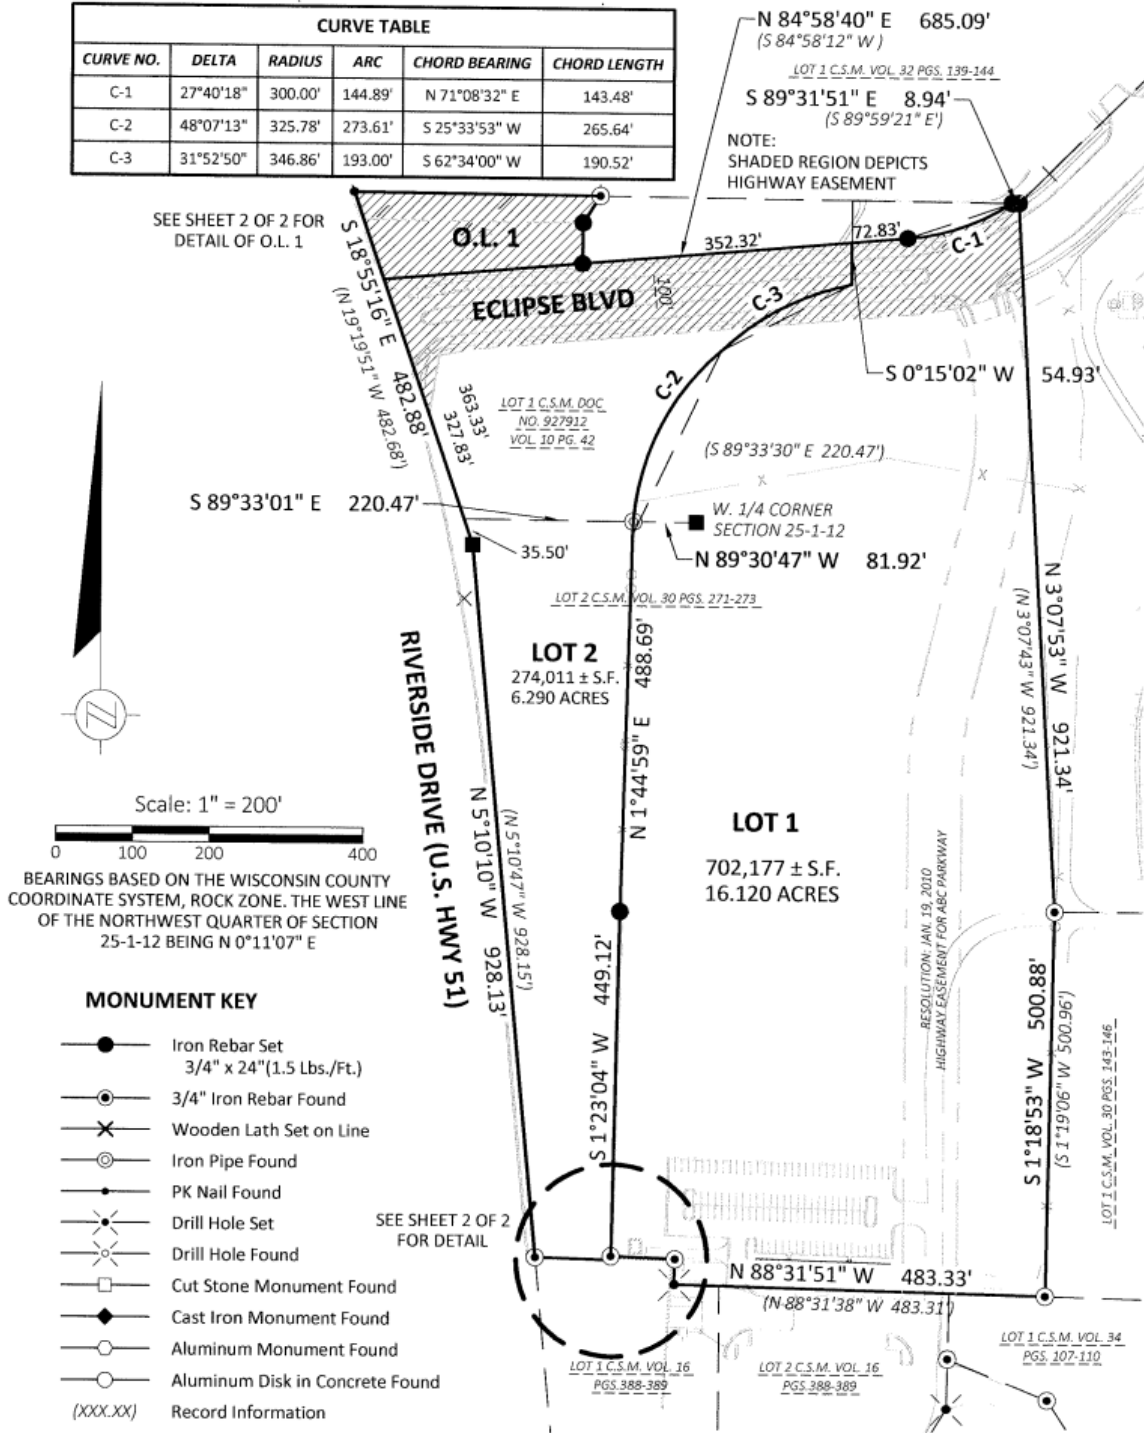 CURVE TABLE
CURVE NO. DELTA RADIUS ARC CHORD BEARING CHORD LENGTH
C-1 27°40'18" 300.00' 144.89' N 71°08'32" E 143.48'
C-2 48°07'13" 325.78' 273.61' S 25°33'53" W 265.64'
C-3 31°52'50" 346.86' 193.00' S 62°34'00" W 190.52'
N 84°58'40" E 685.09'
(S 84°58'12" W )
LOT 1 C.S.M. VOL. 32 PGS. 139-144
S 89°31'51" E 8.94'
(S 89°59'21" E')
NOTE:
SHADED REGION DEPICTS
HIGHWAY EASEMENT
SEE SHEET 2 OF 2 FOR
DETAIL OF O.L. 1
O.L. 1
352.32'
72.83'
C-1
ECLIPSE BLVD
100'
C-3
C-2
S 18°55'16" E 482.88'
(N 19°19'51" W 482.68')
363.33'
327.83'
S 0°15'02" W 54.93'
LOT 1 C.S.M. DOC
NO. 927912
VOL. 10 PG. 42
(S 89°33'30" E 220.47')
S 89°33'01" E 220.47'
W. 1/4 CORNER
SECTION 25-1-12
35.50'
N 89°30'47" W 81.92'
LOT 2 C.S.M. VOL. 30 PGS. 271-273
LOT 2
274,011 ± S.F.
6.290 ACRES
N 1°44'59" E 488.69'
N 3°07'53" W 921.34'
(N 3°07'43" W 921.34')
RIVERSIDE DRIVE (U.S. HWY 51)
N 5°10'10" W 928.13'
(N 5°10'47" W 928.15')
LOT 1
702,177 ± S.F.
16.120 ACRES
Scale: 1" = 200'
0 100 200 400
BEARINGS BASED ON THE WISCONSIN COUNTY
COORDINATE SYSTEM, ROCK ZONE. THE WEST LINE
OF THE NORTHWEST QUARTER OF SECTION
25-1-12 BEING N 0°11'07" E
RESOLUTION: JAN. 19, 2010
HIGHWAY EASEMENT FOR ABC PARKWAY
S 1°23'04" W 449.12'
S 1°18'53" W 500.88'
(S 1°19'06" W 500.96')
LOT 1 C.S.M. VOL. 30 PGS. 143-146
MONUMENT KEY
Iron Rebar Set
3/4" x 24"(1.5 Lbs./Ft.)
3/4" Iron Rebar Found
Wooden Lath Set on Line
Iron Pipe Found
PK Nail Found
Drill Hole Set
Drill Hole Found
Cut Stone Monument Found
Cast Iron Monument Found
Aluminum Monument Found
Aluminum Disk in Concrete Found
(XXX.XX) Record Information
SEE SHEET 2 OF 2
FOR DETAIL
N 88°31'51" W 483.33'
(N 88°31'38" W 483.31')
LOT 1 C.S.M. VOL. 16
PGS.388-389
LOT 2 C.S.M. VOL. 16
PGS.388-389
LOT 1 C.S.M. VOL. 34
PGS. 107-110